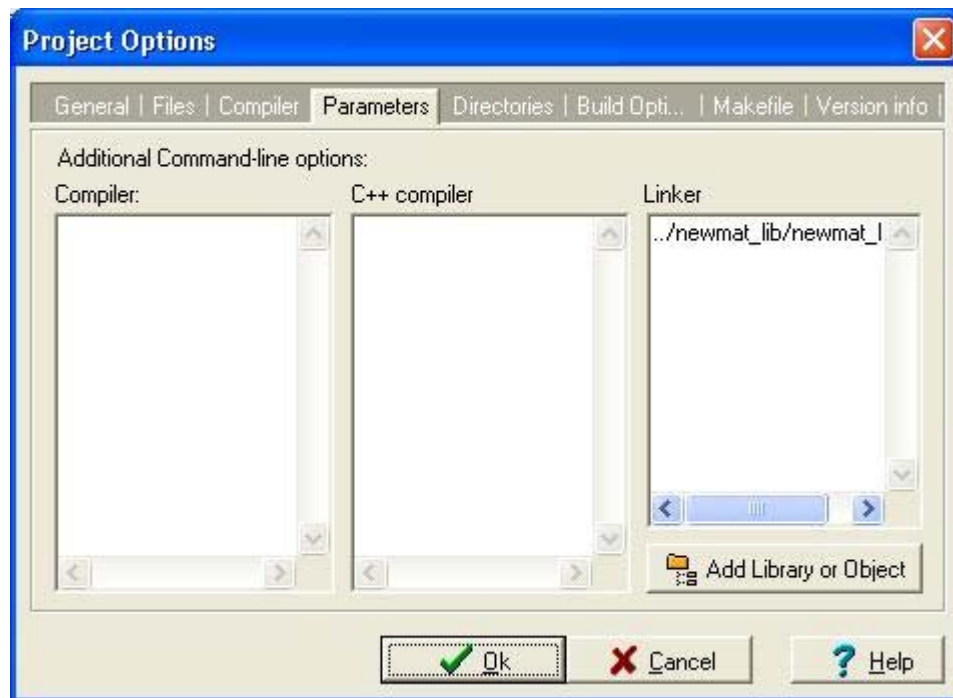 Project Options
General | Files | Compiler Parameters Directories | Build Opti... | Makefile | Version info |
Additional Command-line options:
Compiler: C++ compiler Linker
../newmat_lib/newmat_l
Add Library or Object
Ok Cancel Help